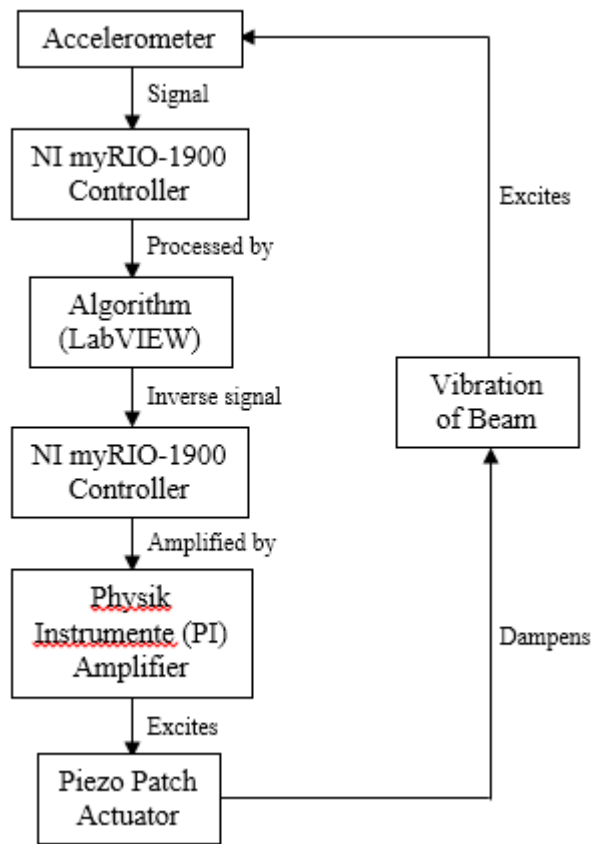 Accelerometer
Signal
NI myRIO-1900
Controller
Processed by
Algorithm
(LabVIEW)
Inverse signal
NI myRIO-1900
Controller
Amplified by
Physik
Instrumente (PI)
Amplifier
Excites
Piezo Patch
Actuator
Dampens
Vibration
of Beam
Excites